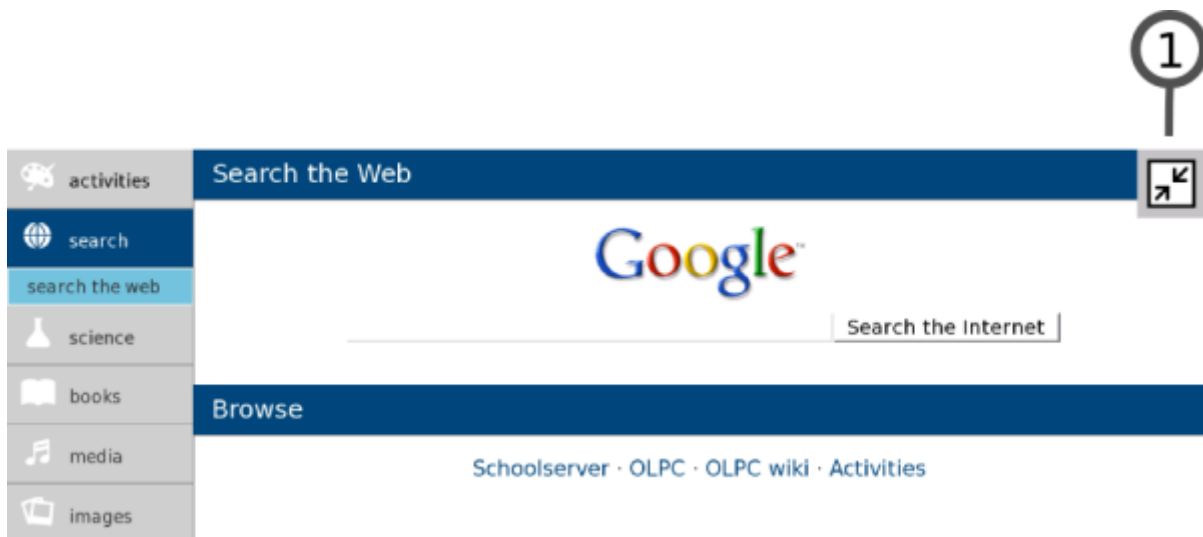 1
activities
Search the Web
search
Google™
search the web
Search the Internet
science
books
Browse
media
Schoolserver · OLPC · OLPC wiki · Activities
images